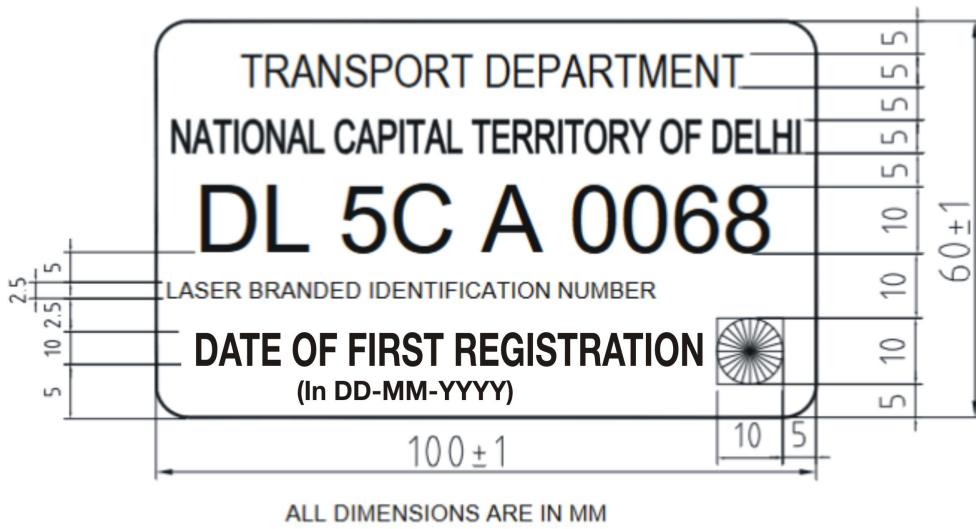 TRANSPORT DEPARTMENT
NATIONAL CAPITAL TERRITORY OF DELHI
DL 5C A 0068
LASER BRANDED IDENTIFICATION NUMBER
DATE OF FIRST REGISTRATION
(In DD-MM-YYYY)
5
5
5
5
5
10
10
10
5
60±1
5
2.5
2.5
10
5
10
5
100±1
ALL DIMENSIONS ARE IN MM